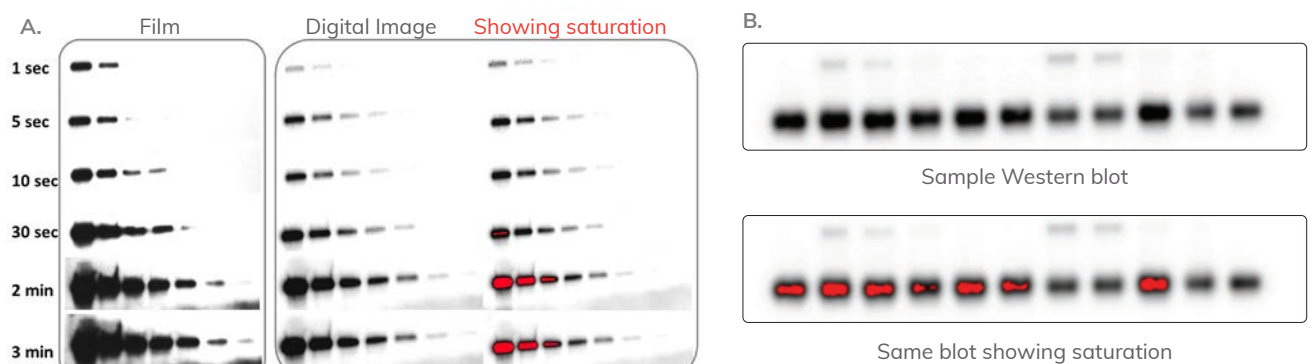 A.
Film
Digital Image
Showing saturation
1 sec
5 sec
10 sec
30 sec
2 min
3 min
B.
Sample Western blot
Same blot showing saturation